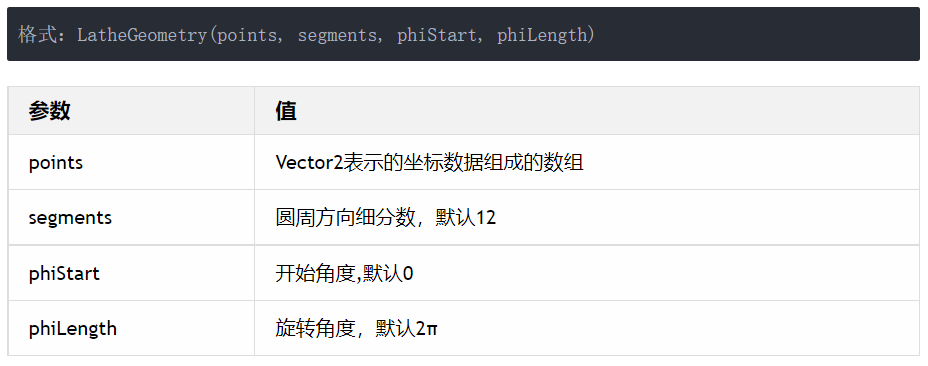 格式：LatheGeometry(points, segments, phiStart, phiLength)
参数 值
points Vector2表示的坐标数据组成的数组
segments 圆周方向细分数，默认12
phiStart 开始角度,默认0
phiLength 旋转角度，默认2π